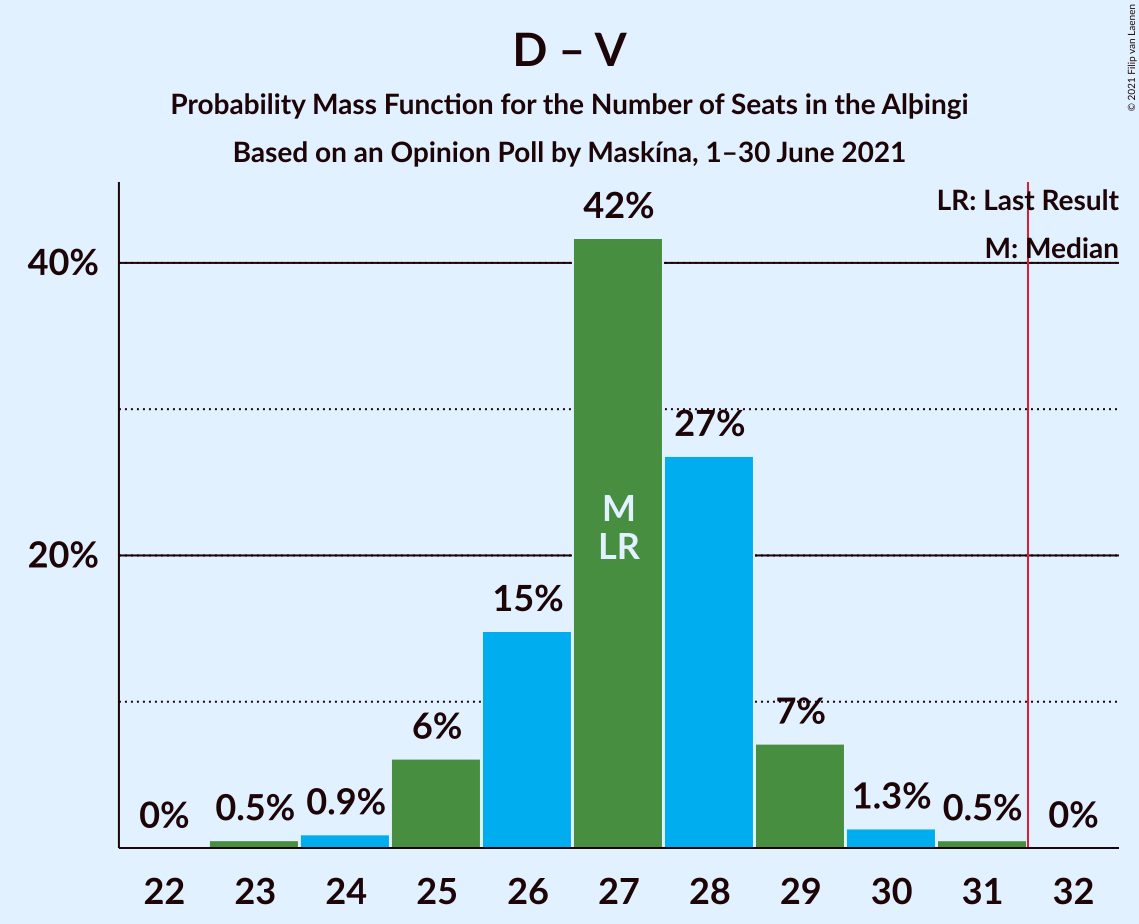 D – V
Probability Mass Function for the Number of Seats in the Alþingi
Based on an Opinion Poll by Maskína, 1–30 June 2021
© 2021 Filip van Laenen
LR: Last Result
M: Median
40%
20%
0%
0.5%
0.9%
6%
15%
42%
27%
7%
1.3%
0.5%
0%
M
LR
22 23 24 25 26 27 28 29 30 31 32